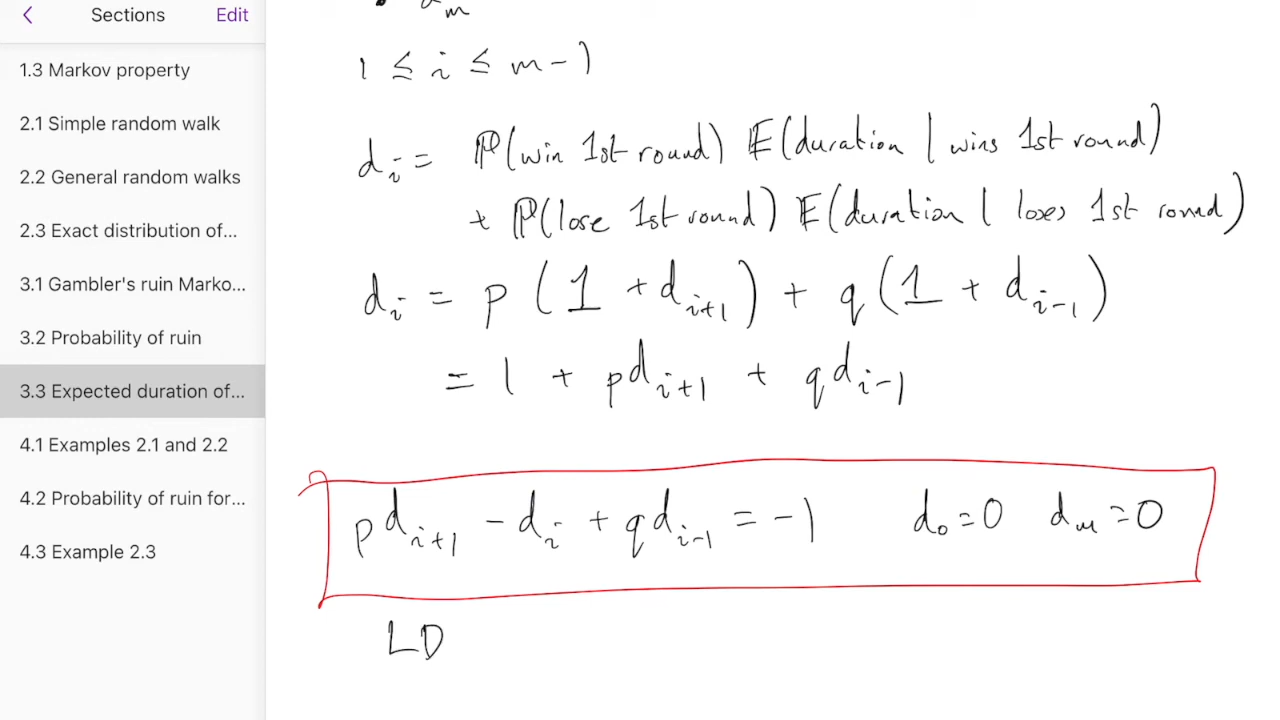 Sections
Edit
1.3 Markov property
2.1 Simple random walk
2.2 General random walks
2.3 Exact distribution of...
3.1 Gambler's ruin Marko...
3.2 Probability of ruin
3.3 Expected duration of...
4.1 Examples 2.1 and 2.2
4.2 Probability of ruin for...
4.3 Example 2.3
m
1 ≤ i ≤ m-1
d_i = ℙ(win 1st round) 𝔼(duration | wins 1st round)
+ ℙ(lose 1st round) 𝔼(duration | loses 1st round)
d_i = p(1 + d_{i+1}) + q(1 + d_{i-1})
= 1 + pd_{i+1} + qd_{i-1}
pd_{i+1} - d_i + qd_{i-1} = -1 d_0=0 d_m=0
LD